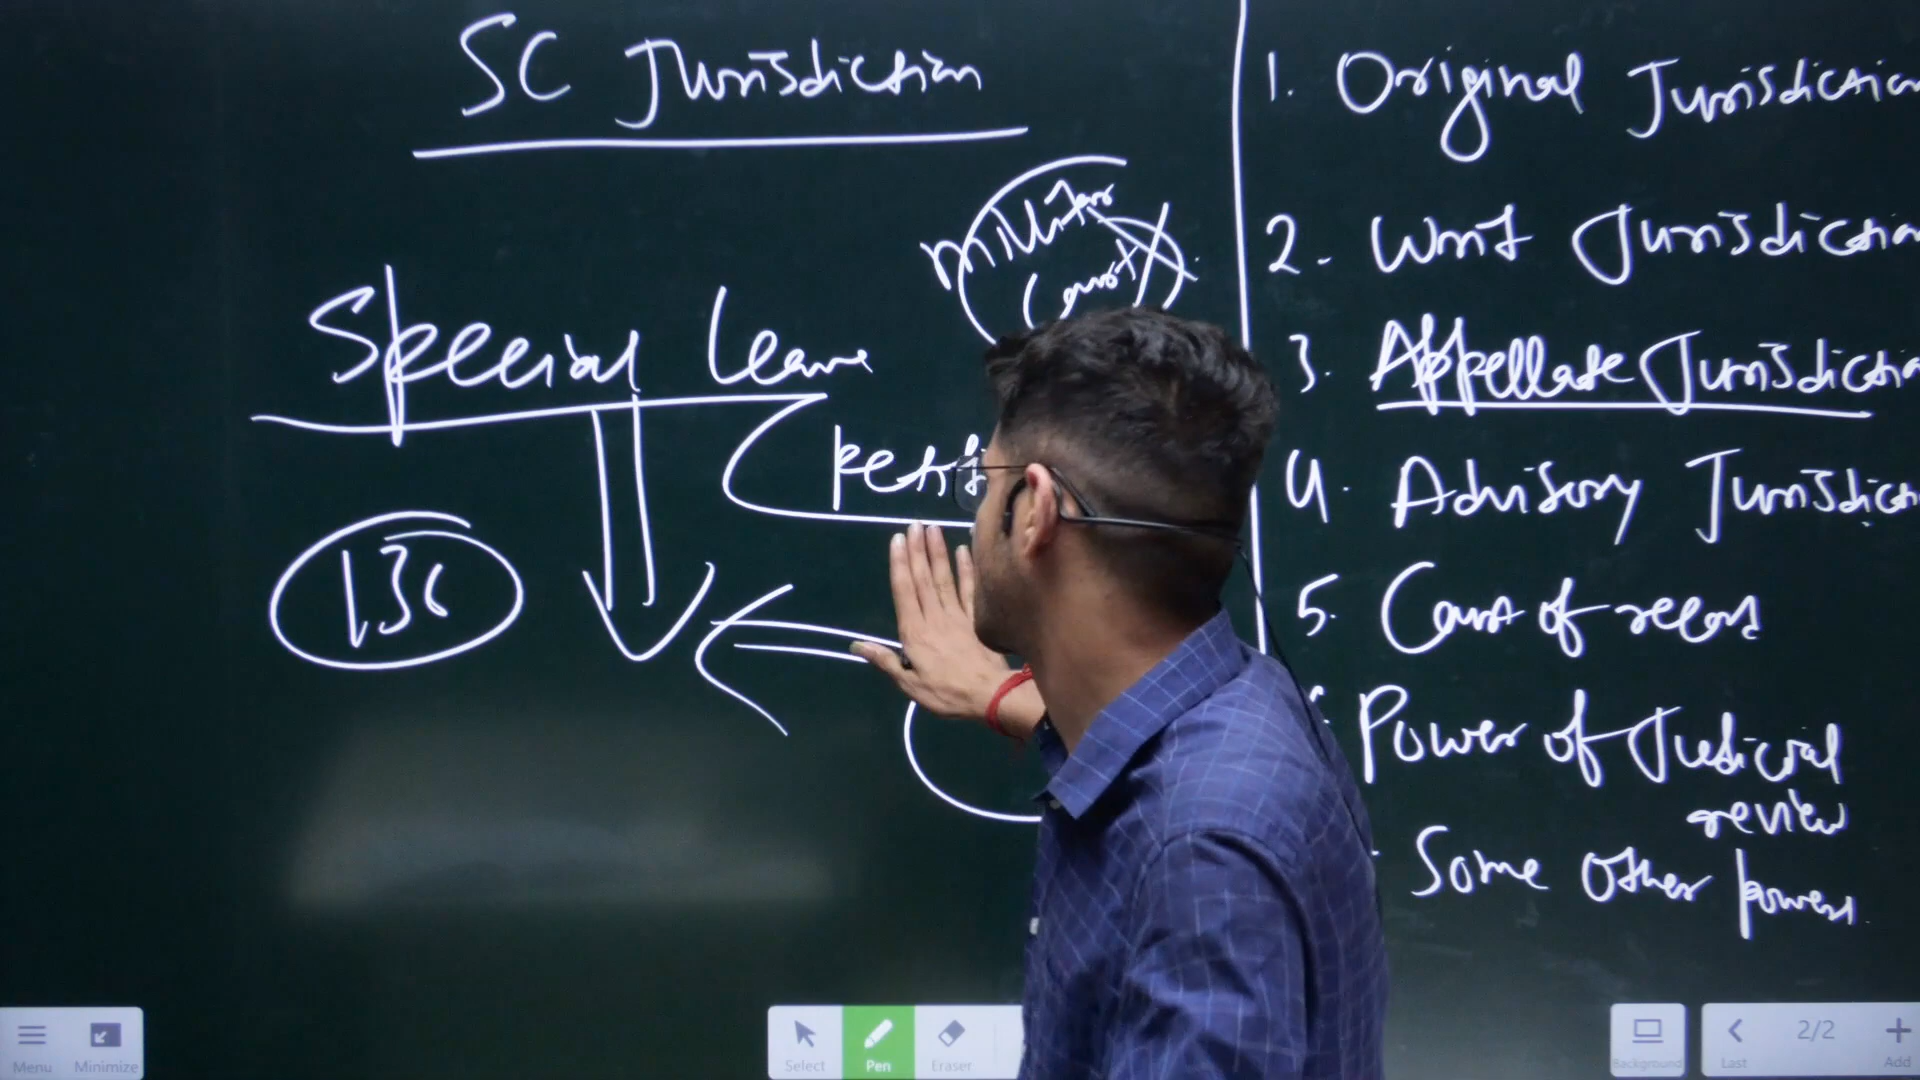 SC Jurisdiction
Millitary
Court
Special leave
136
1. Original Jurisdiction
2. Writ Jurisdiction
3. Appellate Jurisdiction
4. Advisory Jurisdiction
5. Court of record
Power of Judicial
review
Some other powers.
Menu
Minimize
Select
Pen
Eraser
Background
Last
2/2
Add